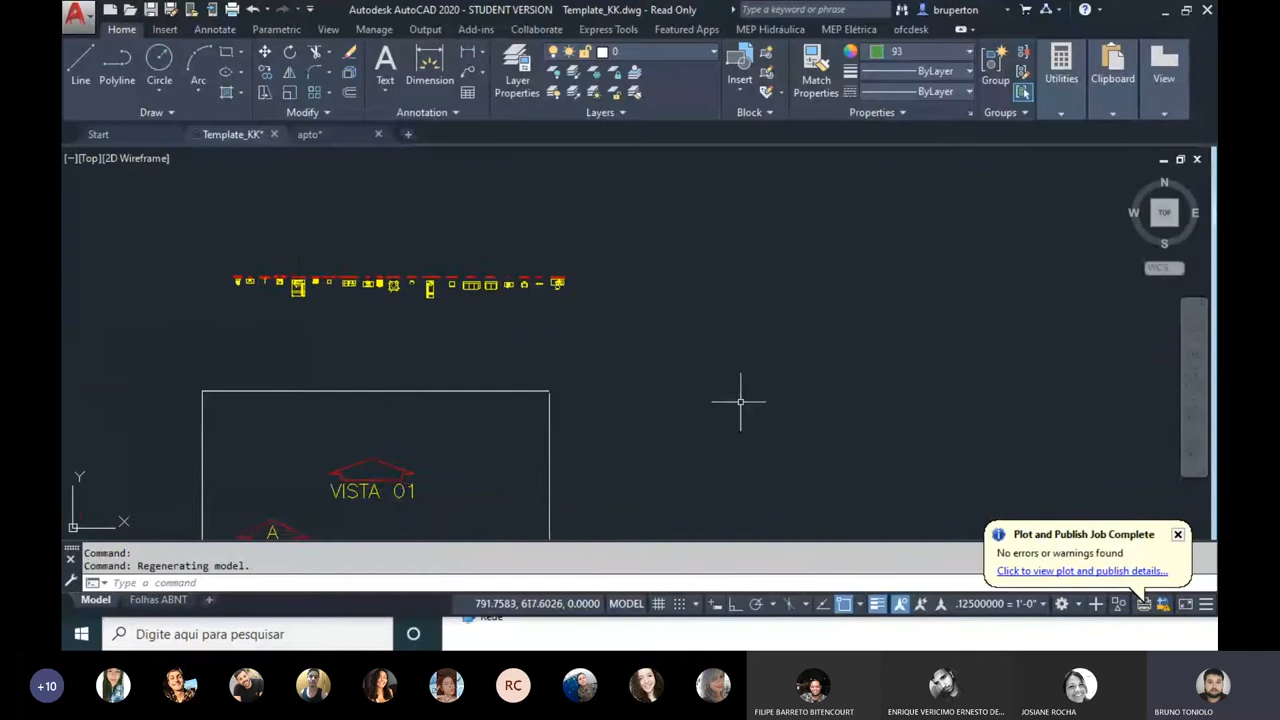 Autodesk AutoCAD 2020 - STUDENT VERSION Template_KK.dwg - Read Only
Type a keyword or phrase
bruperton
Home Insert Annotate Parametric View Manage Output Add-ins Collaborate Express Tools Featured Apps MEP Hidráulica MEP Elétrica ofcdesk
0
93
ByLayer
ByLayer
Line Polyline Circle Arc
Text Dimension
Layer Properties
Insert
Match Properties
Group
Utilities
Clipboard
View
Draw Modify Annotation Layers Block Properties Groups
Start Template_KK* apto*
[−][Top][2D Wireframe]
N
W TOP E
S
WCS
VISTA 01
A
Y
X
Plot and Publish Job Complete
No errors or warnings found
Click to view plot and publish details...
Command:
Command: Regenerating model.
Type a command
Model Folhas ABNT +
791.7583, 617.6026, 0.0000 MODEL
.12500000 = 1'-0"
Rede
Digite aqui para pesquisar
+10
RC
FILIPE BARRETO BITENCOURT
ENRIQUE VERICIMO ERNESTO DE...
JOSIANE ROCHA
BRUNO TONIOLO